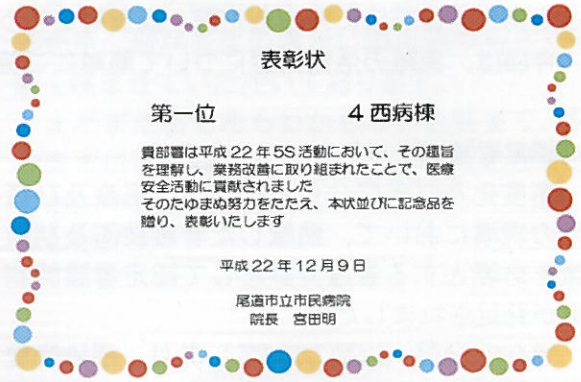 表彰状
第一位　４西病棟
貴部署は平成２２年５Ｓ活動において、その趣旨
を理解し、業務改善に取り組まれたことで、医療
安全活動に貢献されました
そのたゆまぬ努力をたたえ、本状並びに記念品を
贈り、表彰いたします
平成２２年１２月９日
尾道市立市民病院
院長　宮田明